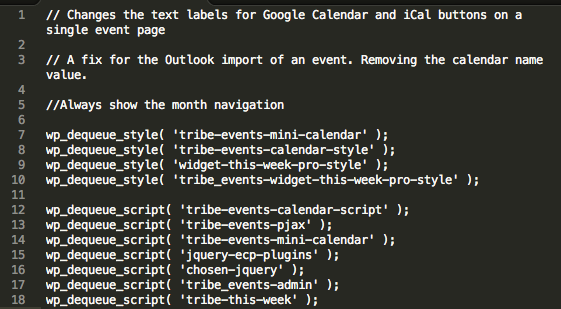 1 // Changes the text labels for Google Calendar and iCal buttons on a
single event page
2
3 // A fix for the Outlook import of an event. Removing the calendar name
value.
4
5 //Always show the month navigation
6
7 wp_dequeue_style( 'tribe-events-mini-calendar' );
8 wp_dequeue_style( 'tribe-events-calendar-style' );
9 wp_dequeue_style( 'widget-this-week-pro-style' );
10 wp_dequeue_style( 'tribe_events-widget-this-week-pro-style' );
11
12 wp_dequeue_script( 'tribe-events-calendar-script' );
13 wp_dequeue_script( 'tribe-events-pjax' );
14 wp_dequeue_script( 'tribe-events-mini-calendar' );
15 wp_dequeue_script( 'jquery-ecp-plugins' );
16 wp_dequeue_script( 'chosen-jquery' );
17 wp_dequeue_script( 'tribe_events-admin' );
18 wp_dequeue_script( 'tribe-this-week' );